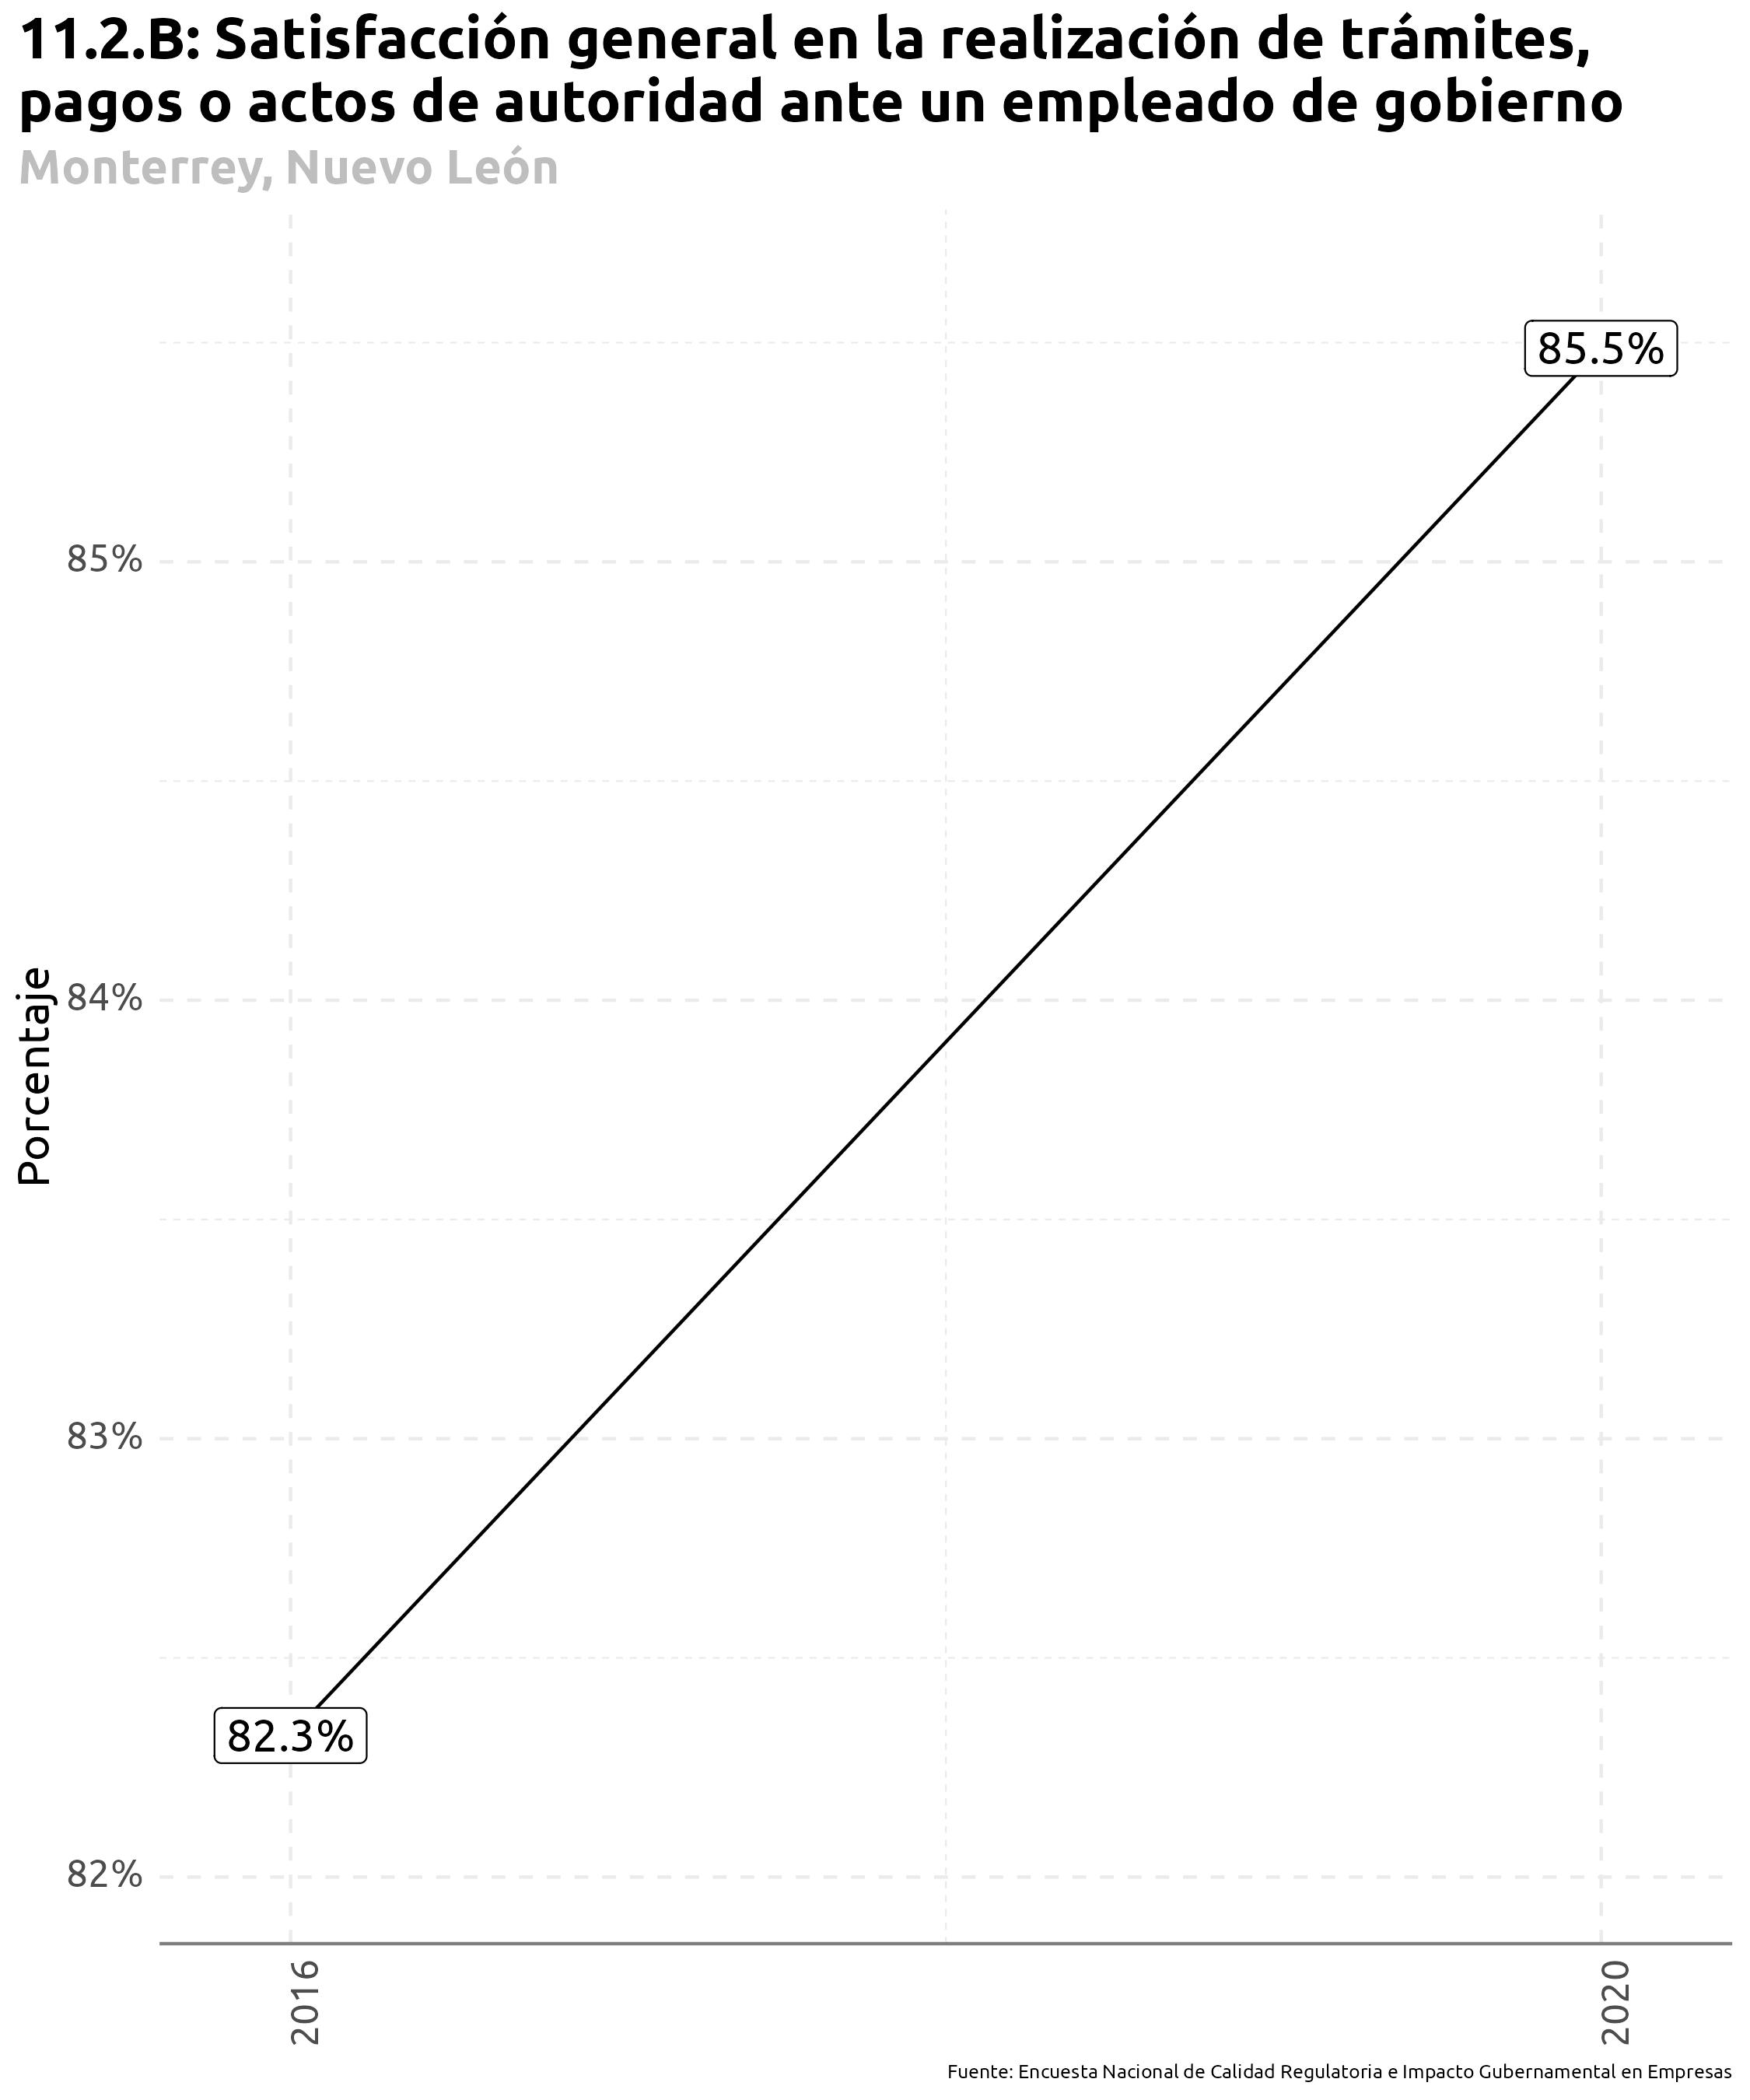 11.2.B: Satisfacción general en la realización de trámites,
pagos o actos de autoridad ante un empleado de gobierno
Monterrey, Nuevo León
85.5%
85%
84%
Porcentaje
83%
82.3%
82%
2016
2020
Fuente: Encuesta Nacional de Calidad Regulatoria e Impacto Gubernamental en Empresas